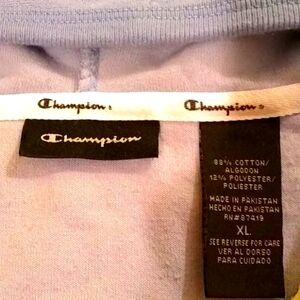 Champion
Champion
Champion
88% COTTON/
ALGODON
12% POLYESTER/
POLIESTER
MADE IN PAKISTAN
HECHO EN PAKISTAN
RN#87419
XL
SEE REVERSE FOR CARE
VER AL DORSO
PARA CUIDADO